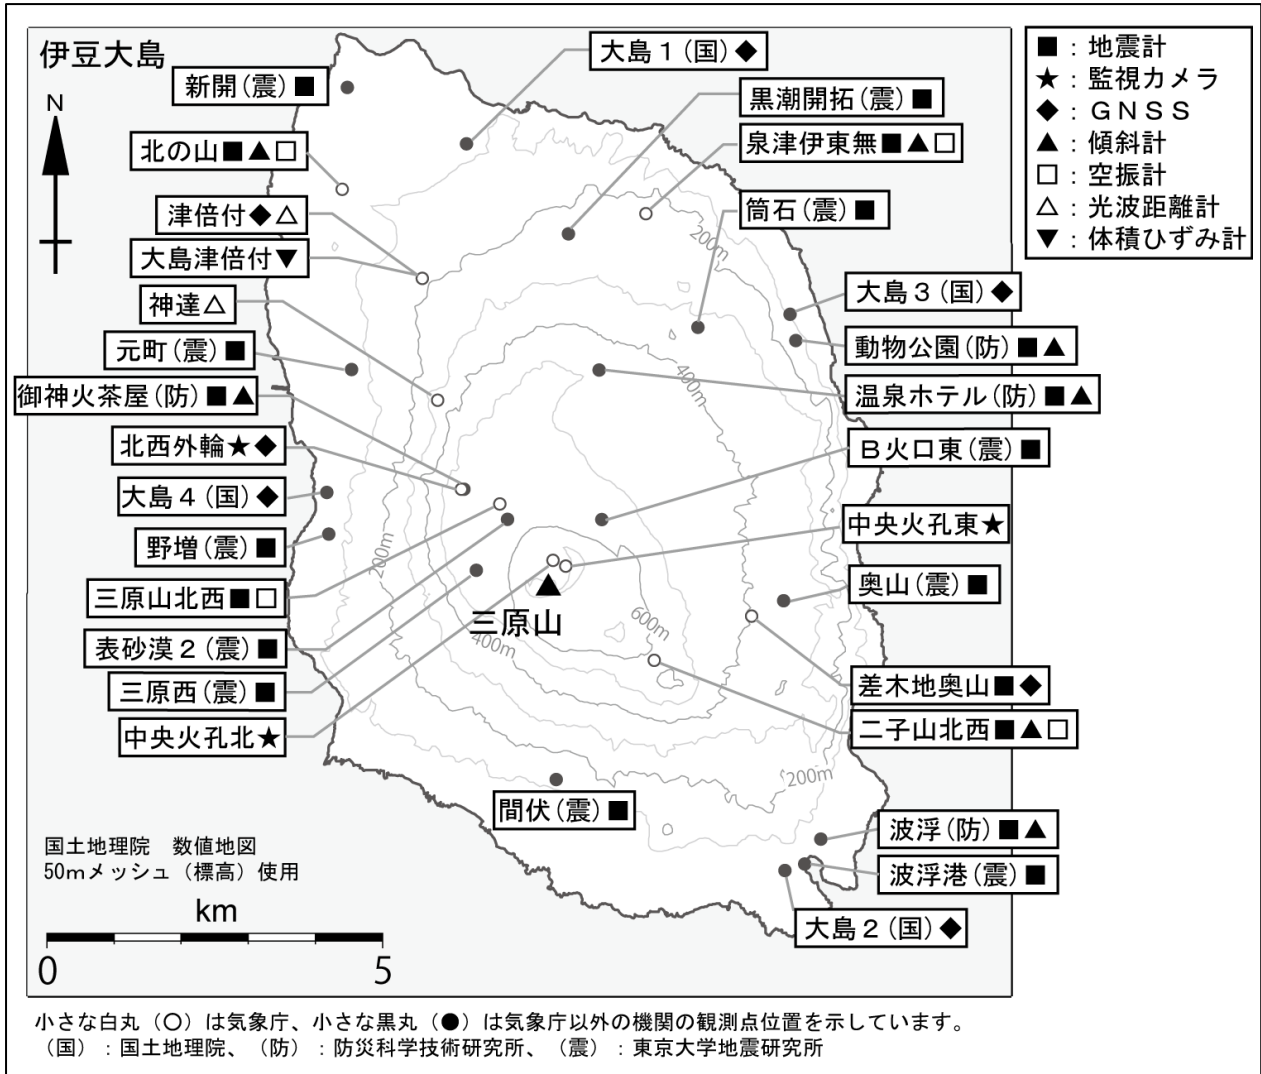 伊豆大島
N
大島1(国)◆
新開(震)■
黒潮開拓(震)■
北の山■▲□
泉津伊東無■▲□
津倍付◆△
筒石(震)■
大島津倍付▼
200m
神達△
大島3(国)◆
元町(震)■
動物公園(防)■▲
御神火茶屋(防)■▲
400m
温泉ホテル(防)■▲
北西外輪★◆
B火口東(震)■
大島4(国)◆
中央火孔東★
野増(震)■
200m
三原山北西■□
奥山(震)■
三原山
600m
表砂漠2(震)■
400m
三原西(震)■
差木地奥山■◆
中央火孔北★
二子山北西■▲□
200m
間伏(震)■
波浮(防)■▲
波浮港(震)■
大島2(国)◆
■:地震計
★:監視カメラ
◆:GNSS
▲:傾斜計
□:空振計
△:光波距離計
▼:体積ひずみ計
国土地理院 数値地図
50mメッシュ(標高)使用
km
0 5
小さな白丸(○)は気象庁、小さな黒丸(●)は気象庁以外の機関の観測点位置を示しています。
(国):国土地理院、(防):防災科学技術研究所、(震):東京大学地震研究所